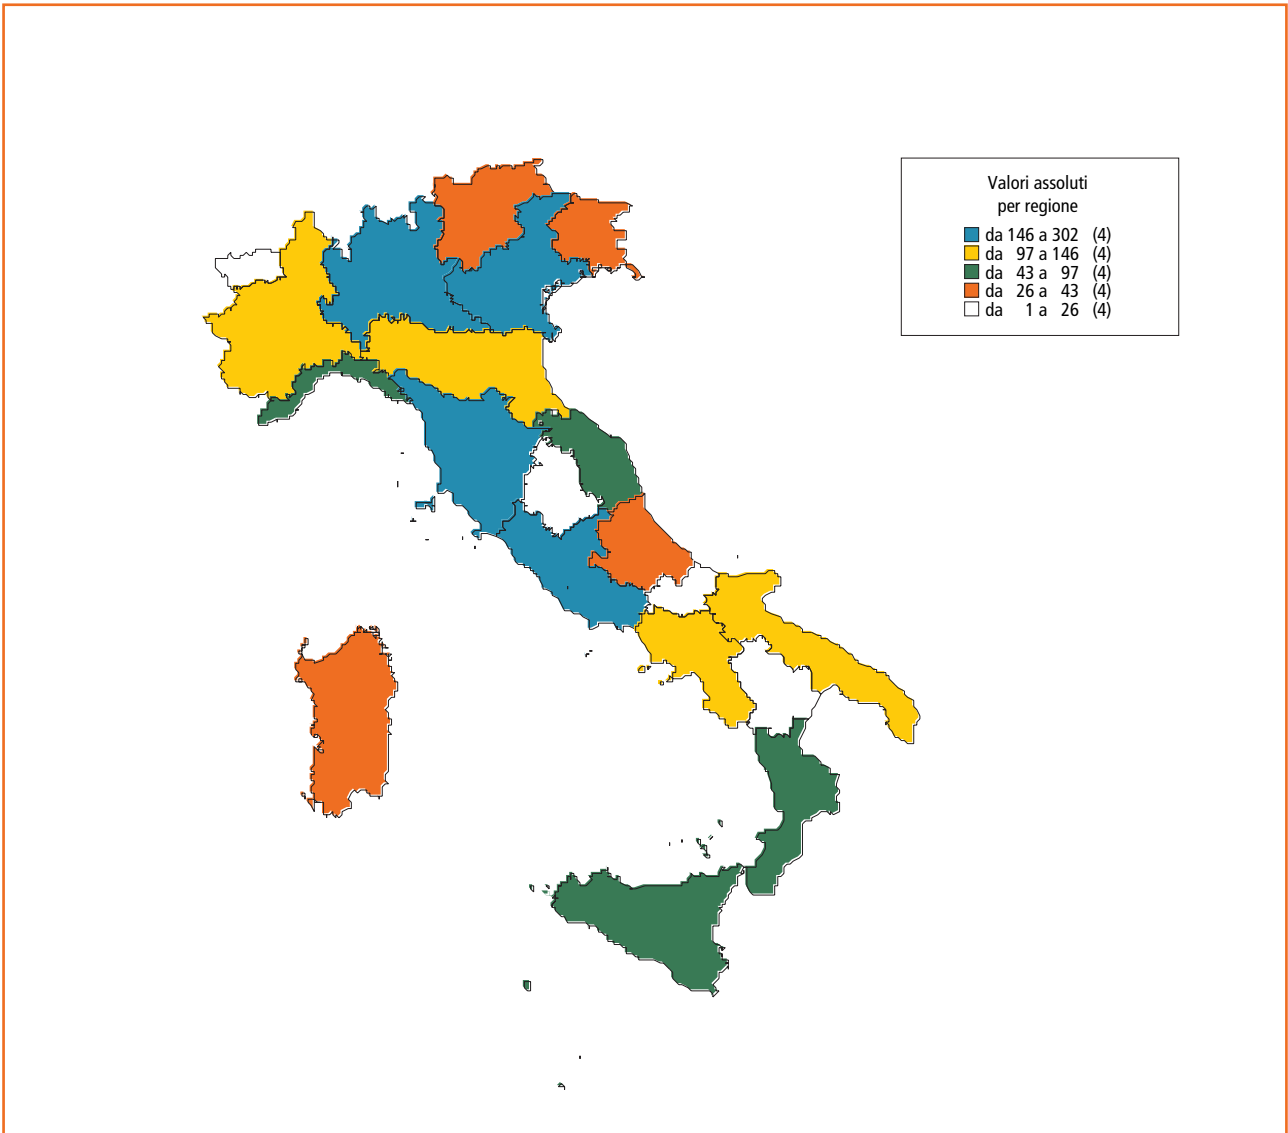 Valori assoluti
per regione
da 146 a 302 (4)
da 97 a 146 (4)
da 43 a 97 (4)
da 26 a 43 (4)
da 1 a 26 (4)